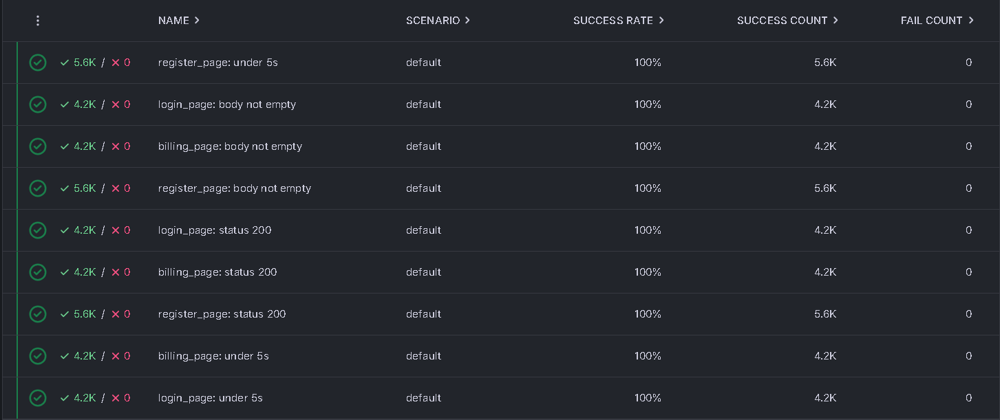 NAME SCENARIO SUCCESS RATE SUCCESS COUNT FAIL COUNT
5.6K / 0 register_page: under 5s default 100% 5.6K 0
4.2K / 0 login_page: body not empty default 100% 4.2K 0
4.2K / 0 billing_page: body not empty default 100% 4.2K 0
5.6K / 0 register_page: body not empty default 100% 5.6K 0
4.2K / 0 login_page: status 200 default 100% 4.2K 0
4.2K / 0 billing_page: status 200 default 100% 4.2K 0
5.6K / 0 register_page: status 200 default 100% 5.6K 0
4.2K / 0 billing_page: under 5s default 100% 4.2K 0
4.2K / 0 login_page: under 5s default 100% 4.2K 0